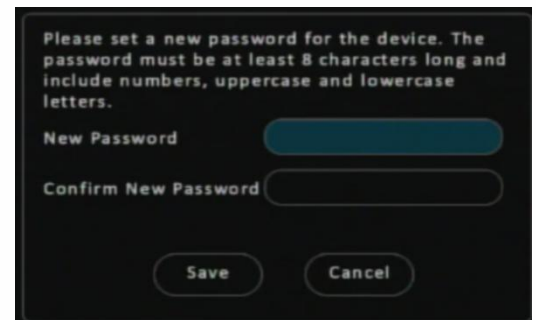 Please set a new password for the device. The
password must be at least 8 characters long and
include numbers, uppercase and lowercase
letters.
New Password
Confirm New Password
Save
Cancel